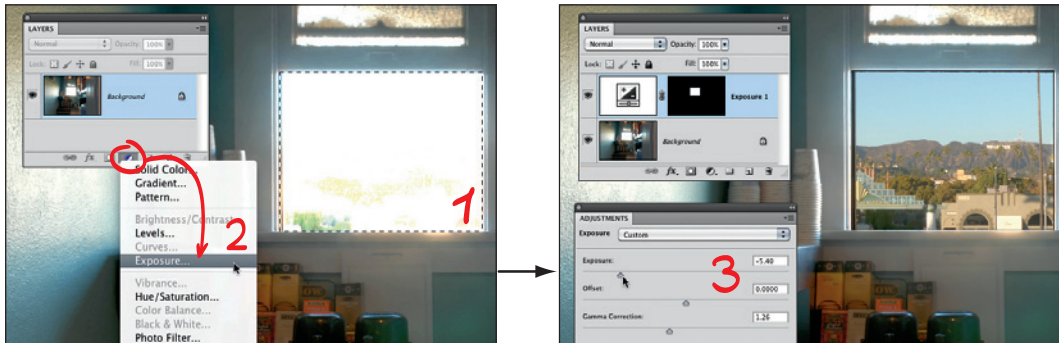 LAYERS
Normal Opacity: 100%
Lock: Fill: 100%
Background
fx
Solid Color...
Gradient...
Pattern...
Brightness/Contrast...
Levels...
Curves...
Exposure...
Vibrance...
Hue/Saturation...
Color Balance...
Black & White...
Photo Filter...
1
2
LAYERS
Normal Opacity: 100%
Lock: Fill: 100%
Exposure 1
Background
fx
ADJUSTMENTS
Exposure Custom
Exposure: -5.40
Offset: 0.0000
Gamma Correction: 1.26
3